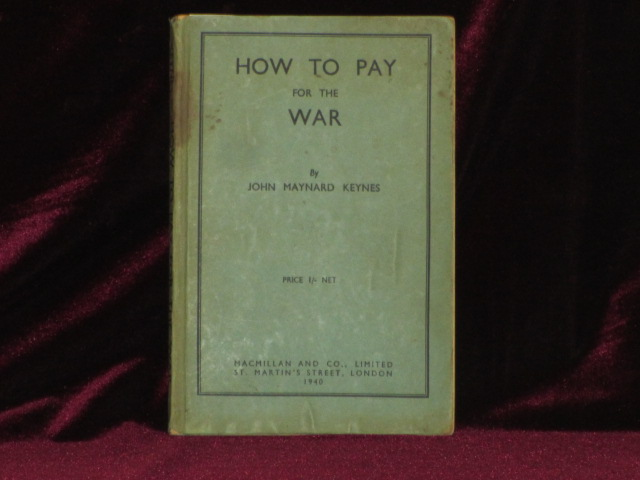 HOW TO PAY
FOR THE
WAR
By
JOHN MAYNARD KEYNES
PRICE 1/- NET
MACMILLAN AND CO., LIMITED
ST. MARTIN'S STREET, LONDON
1940